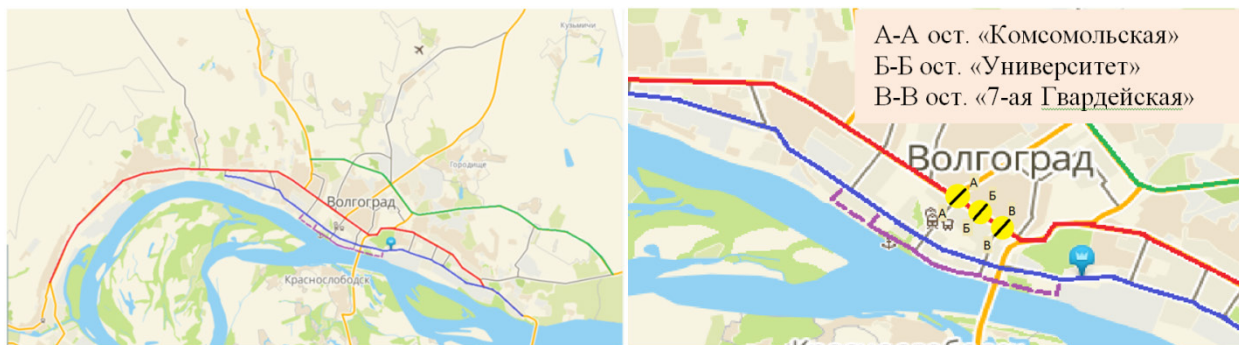 Кузьмичи
Городище
Волгоград
Краснослободск
А-А ост. «Комсомольская»
Б-Б ост. «Университет»
В-В ост. «7-ая Гвардейская»
Волгоград
А
Б
В
А
Б
В